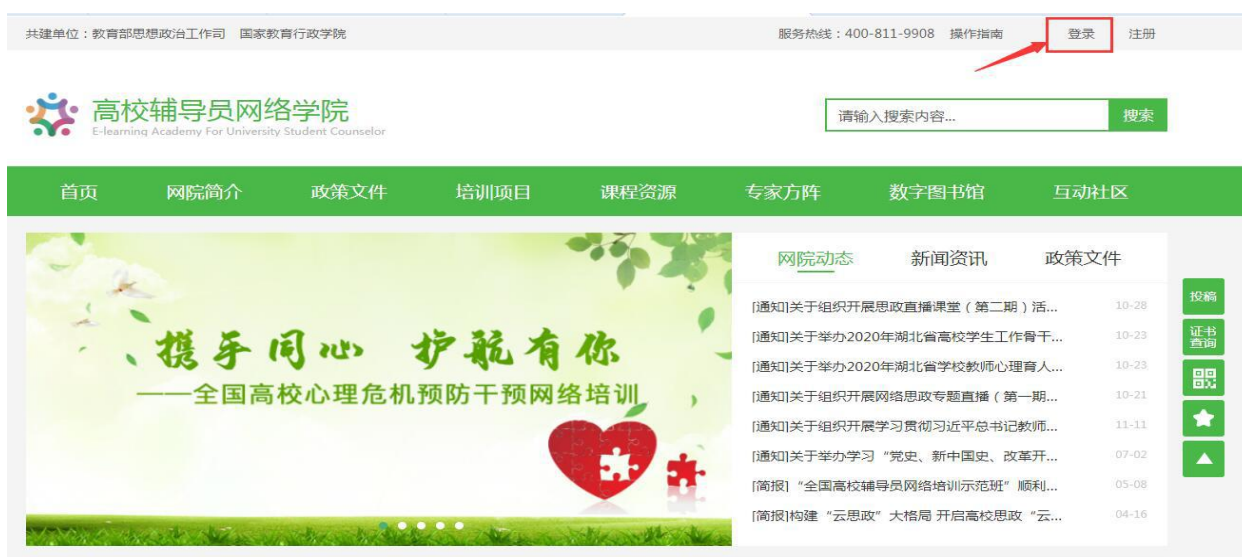 共建单位：教育部思想政治工作司 国家教育行政学院 服务热线：400-811-9908 操作指南 登录 注册
高校辅导员网络学院
E-learning Academy For University Student Counselor
请输入搜索内容... 搜索
首页 网院简介 政策文件 培训项目 课程资源 专家方阵 数字图书馆 互动社区
携手同心 护航有你
——全国高校心理危机预防干预网络培训
网院动态 新闻资讯 政策文件
[通知]关于组织开展思政直播课堂（第二期）活... 10-28
[通知]关于举办2020年湖北省高校学生工作骨干... 10-23
[通知]关于举办2020年湖北省学校教师心理育人... 10-23
[通知]关于组织开展网络思政专题直播（第一期... 10-21
[通知]关于组织开展学习贯彻习近平总书记教师... 11-11
[通知]关于举办学习“党史、新中国史、改革开... 07-02
[简报]“全国高校辅导员网络培训示范班”顺利... 05-08
[简报]构建“云思政”大格局 开启高校思政“云... 04-16
投稿
证书
查询